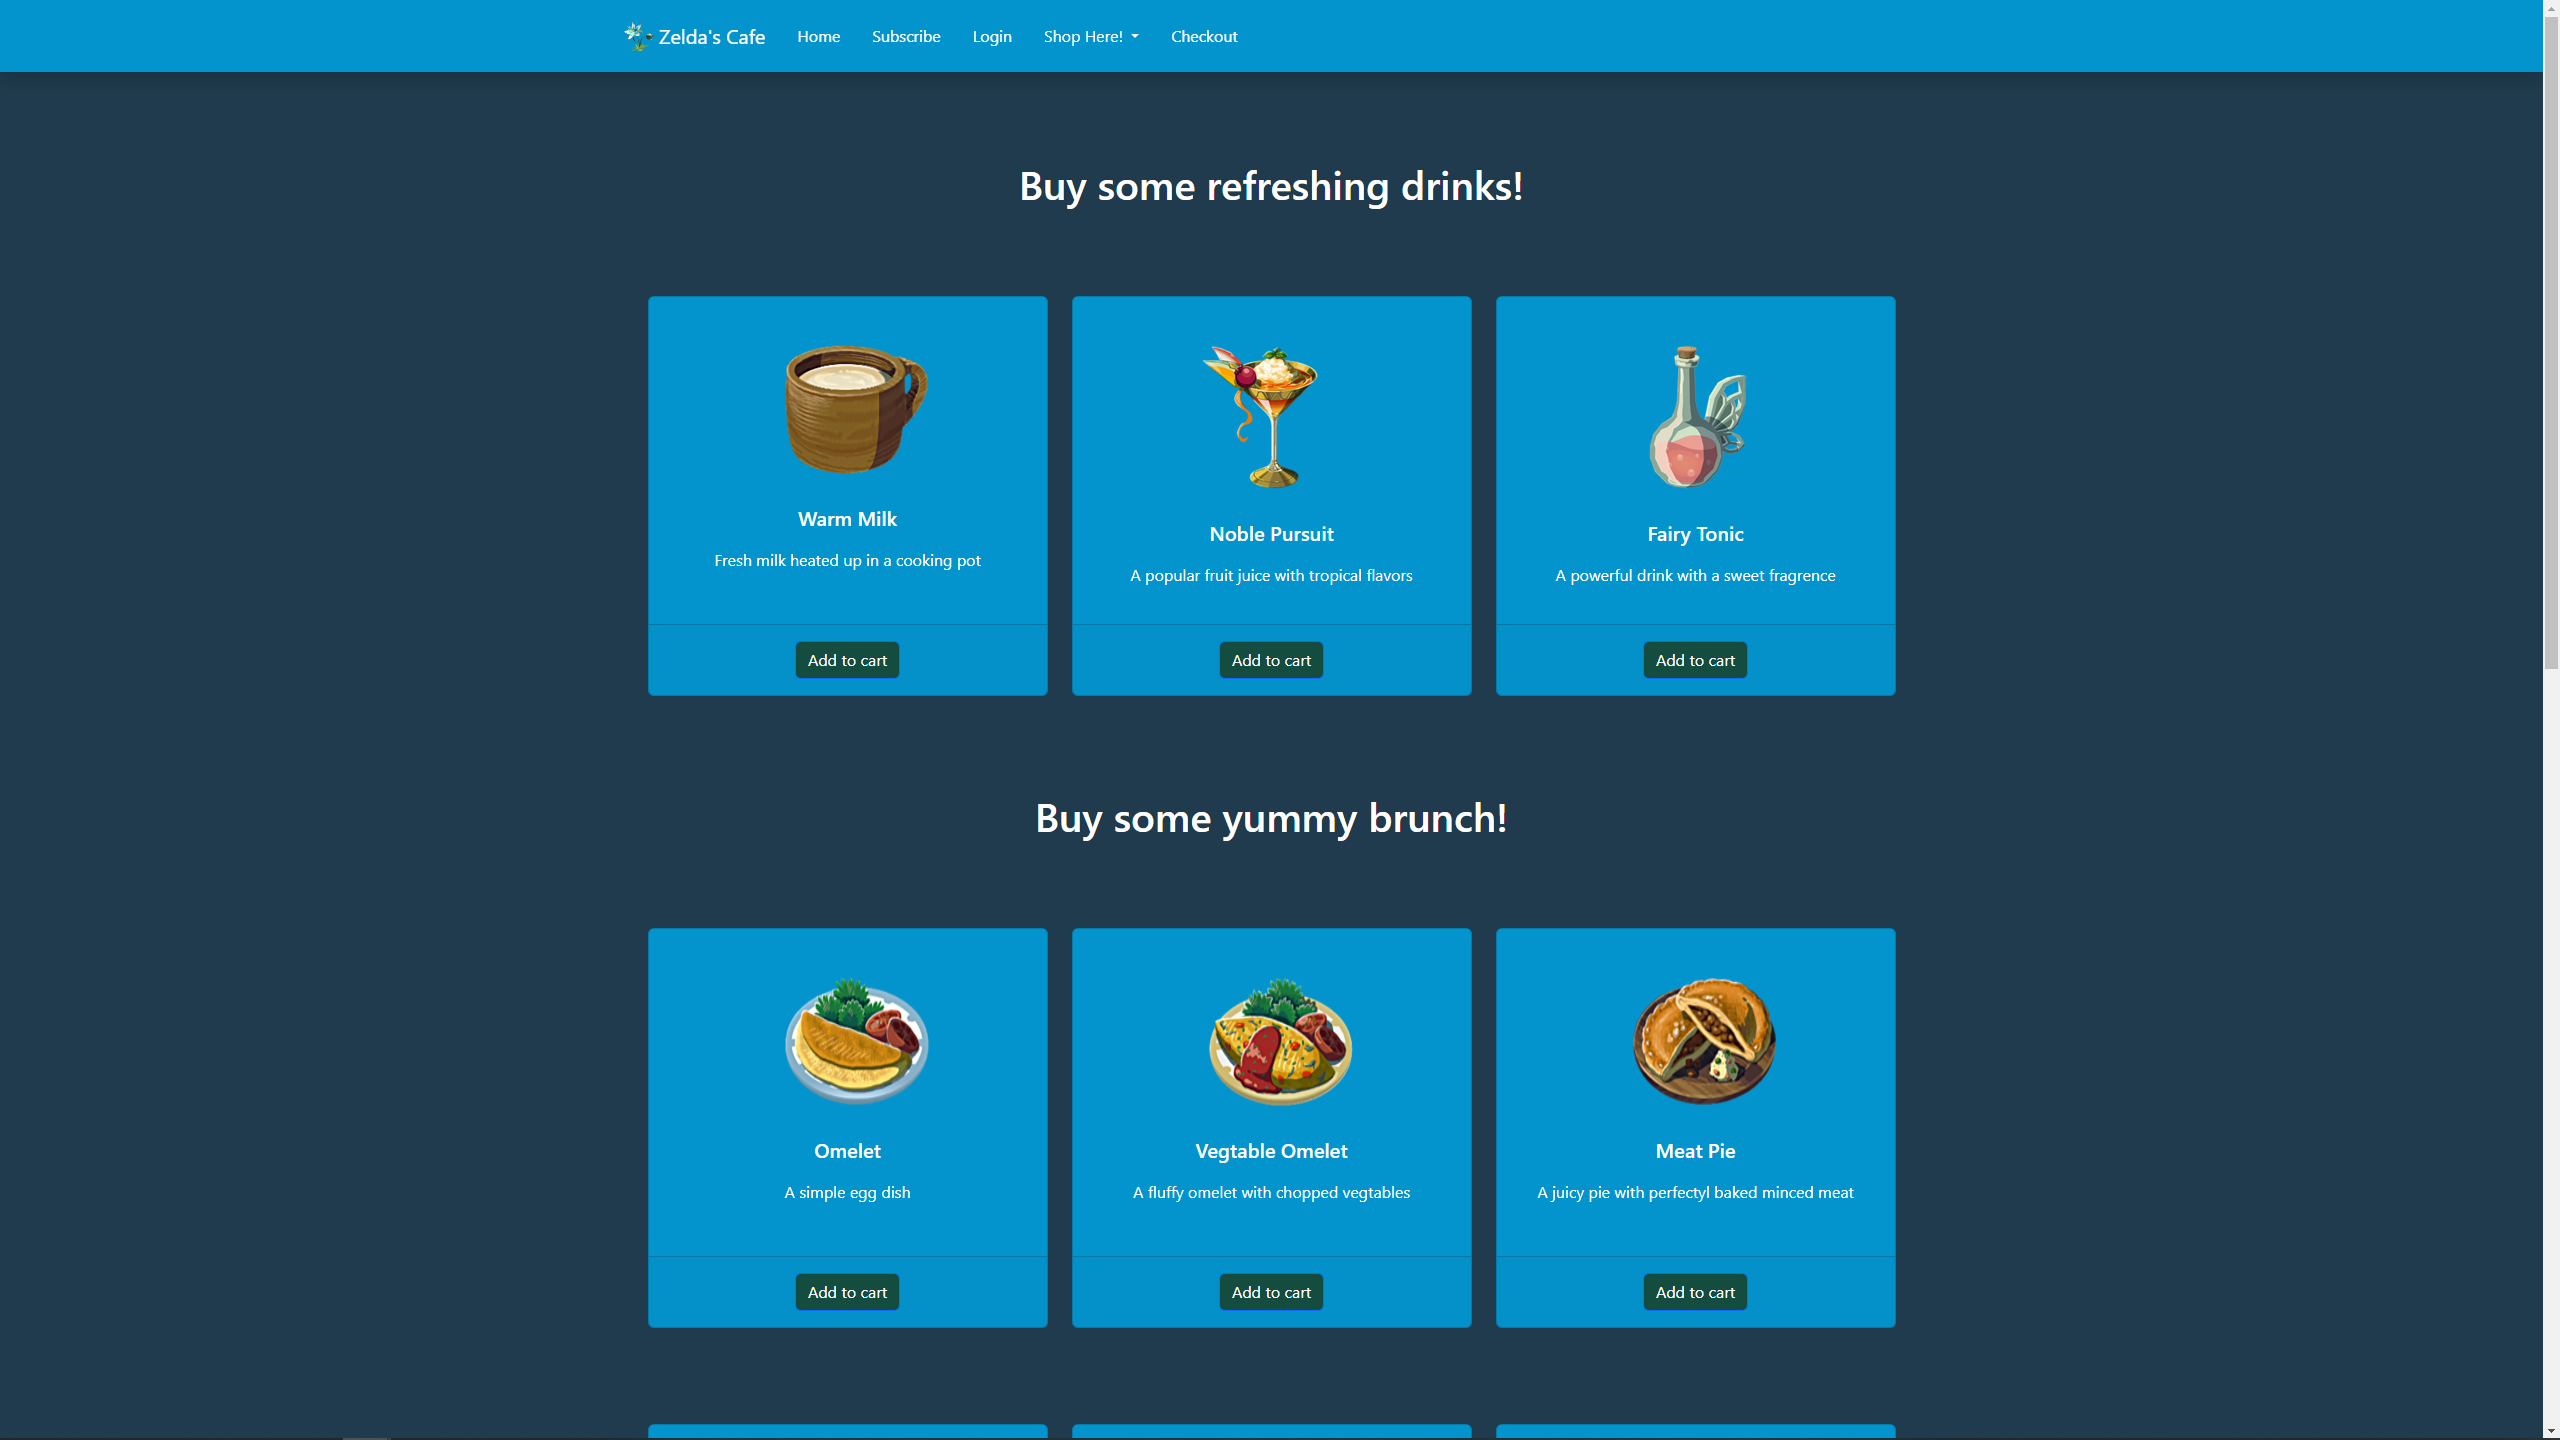 Zelda's Cafe Home Subscribe Login Shop Here! Checkout
Buy some refreshing drinks!
Warm Milk
Fresh milk heated up in a cooking pot
Add to cart
Noble Pursuit
A popular fruit juice with tropical flavors
Add to cart
Fairy Tonic
A powerful drink with a sweet fragrence
Add to cart
Buy some yummy brunch!
Omelet
A simple egg dish
Add to cart
Vegtable Omelet
A fluffy omelet with chopped vegtables
Add to cart
Meat Pie
A juicy pie with perfectyl baked minced meat
Add to cart